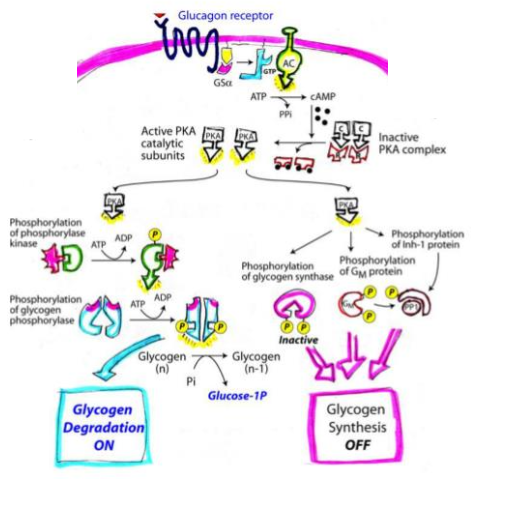 Glucagon receptor
GSα
GTP
AC
ATP
cAMP
PPi
Active PKA
catalytic
subunits
PKA
PKA
C
C
R
R
Inactive
PKA complex
PKA
PKA
Phosphorylation
of phosphorylase
kinase
ATP
ADP
P
Phosphorylation
of Inh-1 protein
Phosphorylation
of GM protein
Phosphorylation
of glycogen synthase
Phosphorylation
of glycogen
phosphorylase
ATP
ADP
P
P
P
P
Inactive
GM
P
P
P
PP1
Glycogen
(n)
Glycogen
(n-1)
Pi
Glucose-1P
Glycogen
Degradation
ON
Glycogen
Synthesis
OFF